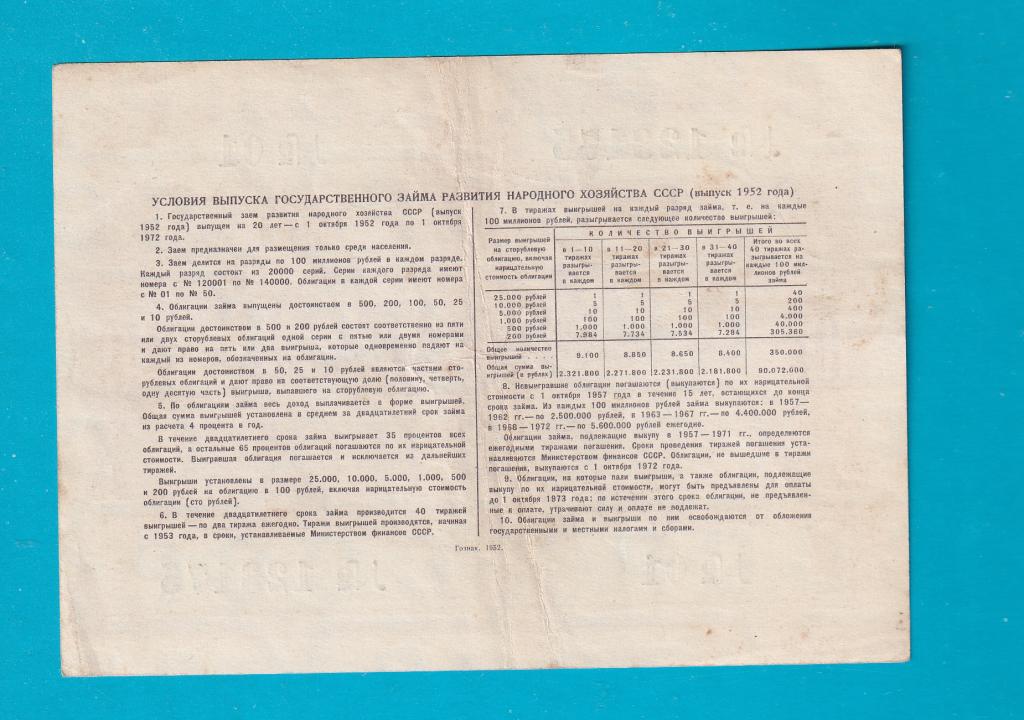 УСЛОВИЯ ВЫПУСКА ГОСУДАРСТВЕННОГО ЗАЙМА РАЗВИТИЯ НАРОДНОГО ХОЗЯЙСТВА СССР (выпуск 1952 года)
1. Государственный заем развития народного хозяйства СССР (выпуск
1952 года) выпущен на 20 лет—с 1 октября 1952 года по 1 октября
1972 года.
2. Заем предназначен для размещения только среди населения.
3. Заем делится на разряды по 100 миллионов рублей в каждом разряде.
Каждый разряд состоит из 20000 серий. Серии каждого разряда имеют
номера с № 120001 по № 140000. Облигации в каждой серии имеют номера
с № 01 по № 50.
4. Облигации займа выпущены достоинством в 500, 200, 100, 50, 25
и 10 рублей.
Облигации достоинством в 500 и 200 рублей состоят соответственно из пяти
или двух сторублевых облигаций одной серии с пятью или двумя номерами
и дают право на пять или два выигрыша, которые одновременно падают на
каждый из номеров, обозначенных на облигации.
Облигации достоинством в 50, 25 и 10 рублей являются частями сто-
рублевых облигаций и дают право на соответствующую долю (половину, четверть,
одну десятую часть) выигрыша, выпавшего на сторублевую облигацию.
5. По облигациям займа весь доход выплачивается в форме выигрышей.
Общая сумма выигрышей установлена в среднем за двадцатилетний срок займа
из расчета 4 процента в год.
В течение двадцатилетнего срока займа выигрывает 35 процентов всех
облигаций, а остальные 65 процентов облигаций погашаются по их нарицательной
стоимости. Выигравшая облигация погашается и исключается из дальнейших
тиражей.
Выигрыши установлены в размере 25.000, 10.000, 5.000, 1.000, 500
и 200 рублей на облигацию в 100 рублей, включая нарицательную стоимость
облигации (сто рублей).
6. В течение двадцатилетнего срока займа производится 40 тиражей
выигрышей—по два тиража ежегодно. Тиражи выигрышей производятся, начиная
с 1953 года, в сроки, устанавливаемые Министерством финансов СССР.
7. В тиражах выигрышей на каждый разряд займа, т. е. на каждые
100 миллионов рублей, разыгрывается следующее количество выигрышей:
Размер выигрышей на сторублевую облигацию, включая нарицательную стоимость облигации
КОЛИЧЕСТВО ВЫИГРЫШЕЙ
в 1—10 тиражах разыгры-вается в каждом
в 11—20 тиражах разыгры-вается в каждом
в 21—30 тиражах разыгры-вается в каждом
в 31—40 тиражах разыгры-вается в каждом
Итого во всех 40 тиражах ра-зыгрывается на каждые 100 мил-лионов рублей займа
25.000 рублей 1 1 1 1 40
10.000 рублей 5 5 5 5 200
5.000 рублей 10 10 10 10 400
1.000 рублей 100 100 100 100 4.000
500 рублей 1.000 1.000 1.000 1.000 40.000
200 рублей 7.984 7.734 7.534 7.284 305.360
Общее количество
выигрышей . . . . 9.100 8.850 8.650 8.400 350.000
Общая сумма вы-
игрышей (в рублях) 2.321.800 2.271.800 2.231.800 2.181.800 90.072.000
8. Невыигравшие облигации погашаются (выкупаются) по их нарицательной
стоимости с 1 октября 1957 года в течение 15 лет, остающихся до конца
срока займа. Из каждых 100 миллионов рублей займа выкупаются: в 1957—
1962 гг.—по 2.500.000 рублей, в 1963—1967 гг.— по 4.400.000 рублей,
в 1968—1972 гг.—по 5.600.000 рублей ежегодно.
Облигации займа, подлежащие выкупу в 1957—1971 гг., определяются
ежегодными тиражами погашения. Сроки проведения тиражей погашения уста-
навливаются Министерством финансов СССР. Облигации, не вышедшие в тиражи
погашения, выкупаются с 1 октября 1972 года.
9. Облигации, на которые пали выигрыши, а также облигации, подлежащие
выкупу по их нарицательной стоимости, могут быть предъявлены для оплаты
до 1 октября 1973 года; по истечении этого срока облигации, не предъявлен-
ные к оплате, утрачивают силу и оплате не подлежат.
10. Облигации займа и выигрыши по ним освобождаются от обложения
государственными и местными налогами и сборами.
Гознак. 1952.